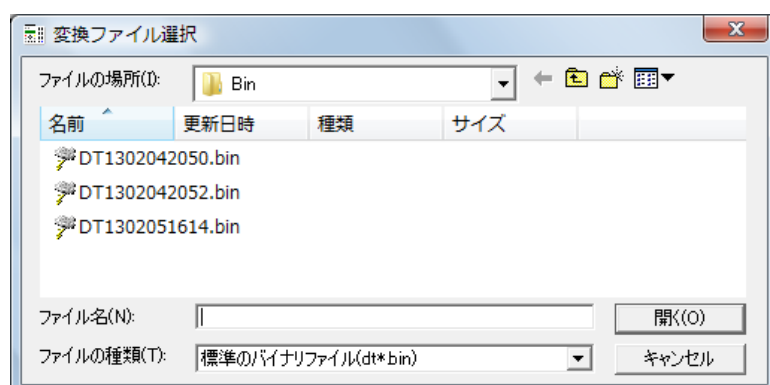 変換ファイル選択
ファイルの場所(I):
Bin
名前 更新日時 種類 サイズ
DT1302042050.bin
DT1302042052.bin
DT1302051614.bin
ファイル名(N):
開く(O)
ファイルの種類(T):
標準のバイナリファイル(dt*.bin)
キャンセル